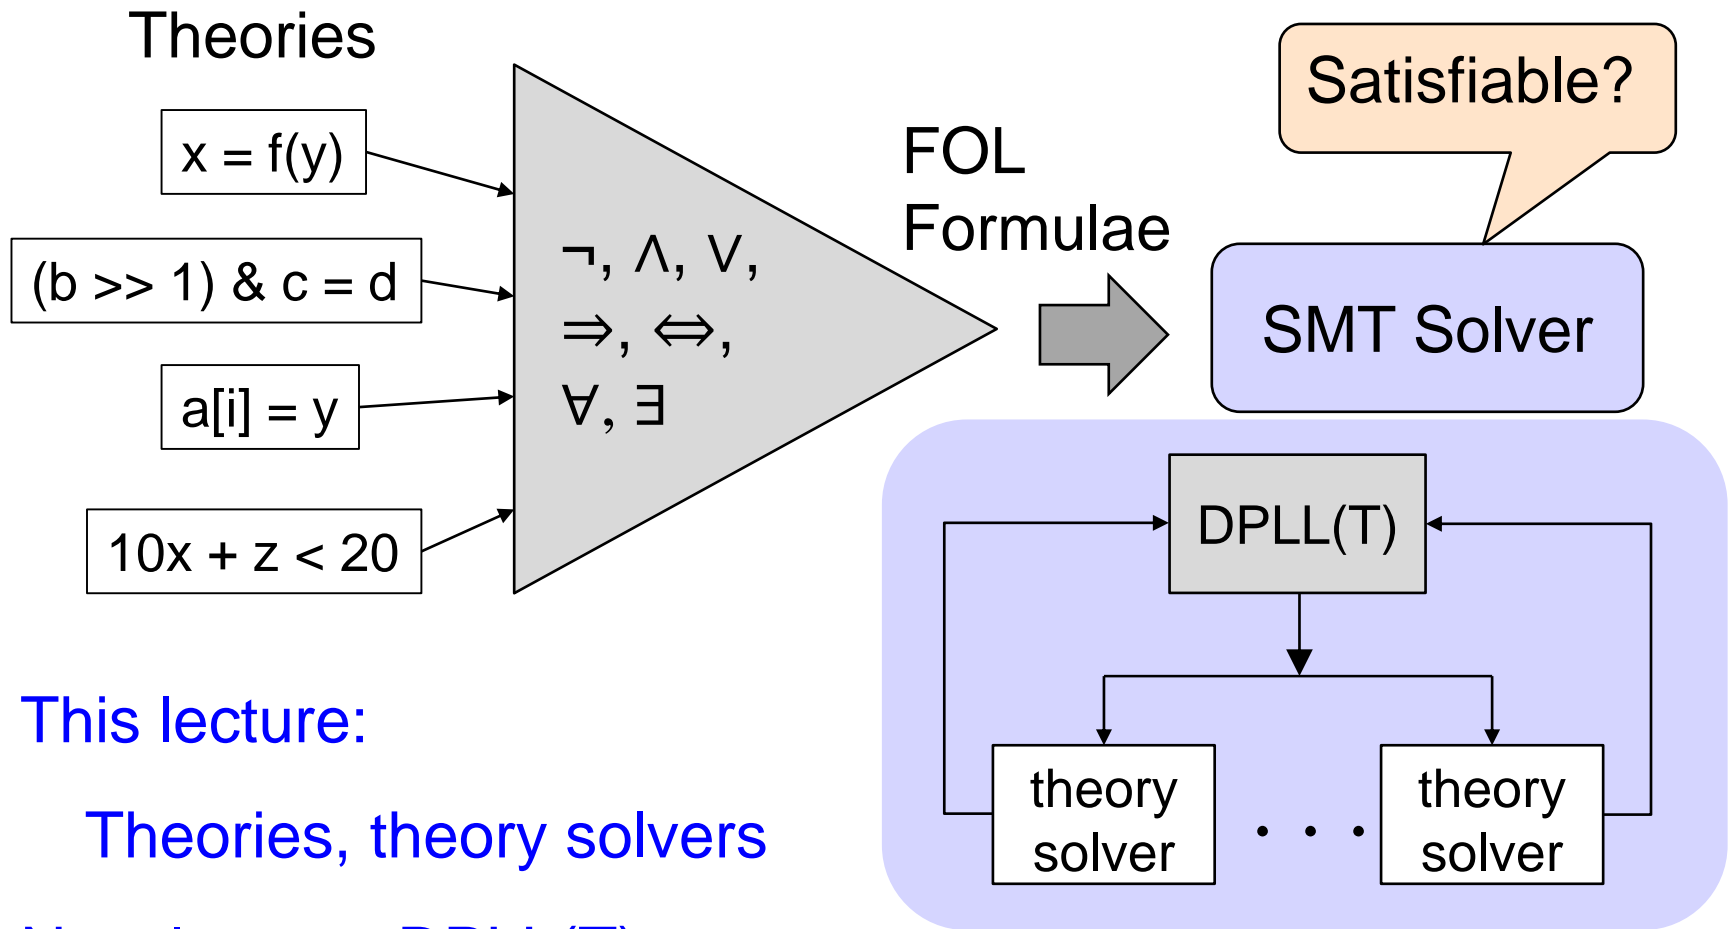 Theories
x = f(y)
(b >> 1) & c = d
a[i] = y
10x + z < 20
¬, ∧, ∨,
⇒, ⇔,
∀, ∃
FOL
Formulae
Satisfiable?
SMT Solver
DPLL(T)
theory
solver
. . .
theory
solver
This lecture:
Theories, theory solvers